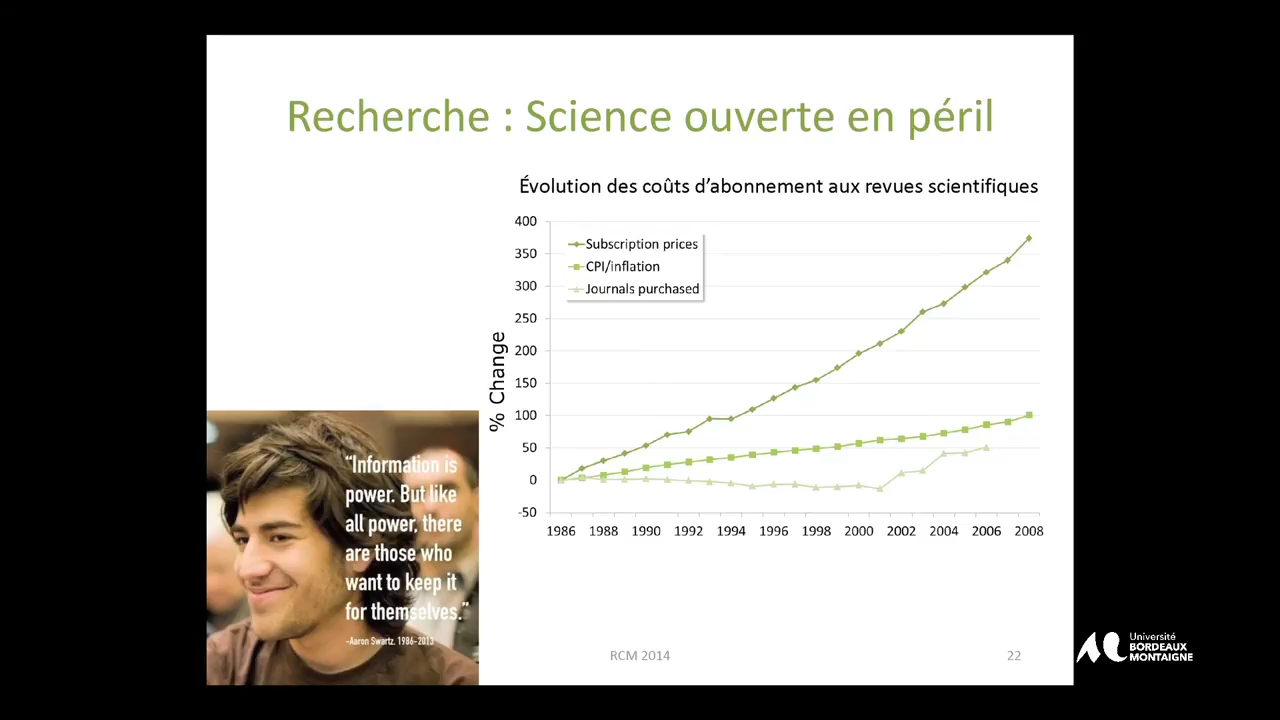 Recherche : Science ouverte en péril
Évolution des coûts d’abonnement aux revues scientifiques
400
350
300
250
200
150
100
50
0
-50
% Change
Subscription prices
CPI/inflation
Journals purchased
1986 1988 1990 1992 1994 1996 1998 2000 2002 2004 2006 2008
“Information is
power. But like
all power, there
are those who
want to keep it
for themselves.”
-Aaron Swartz, 1986-2013
RCM 2014
22
Université
BORDEAUX
MONTAIGNE